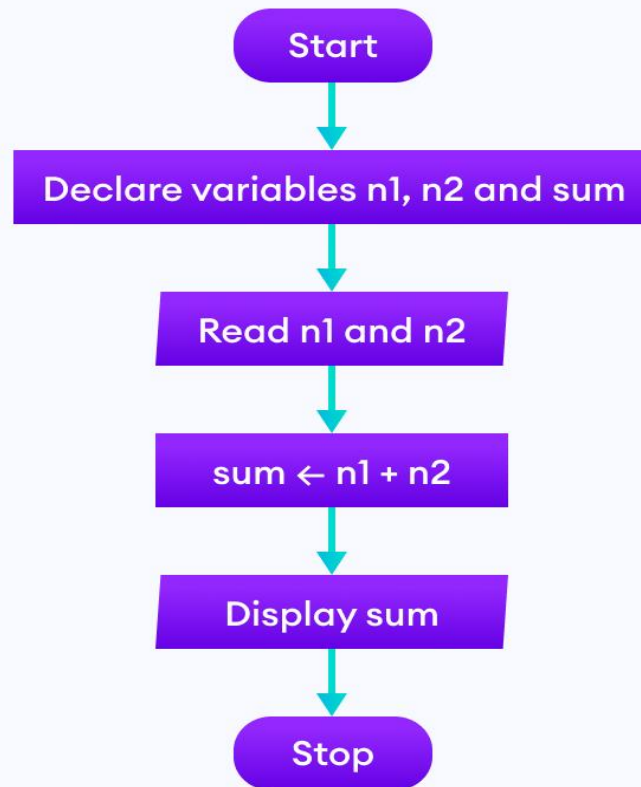 Start
Declare variables n1, n2 and sum
Read n1 and n2
sum ← n1 + n2
Display sum
Stop